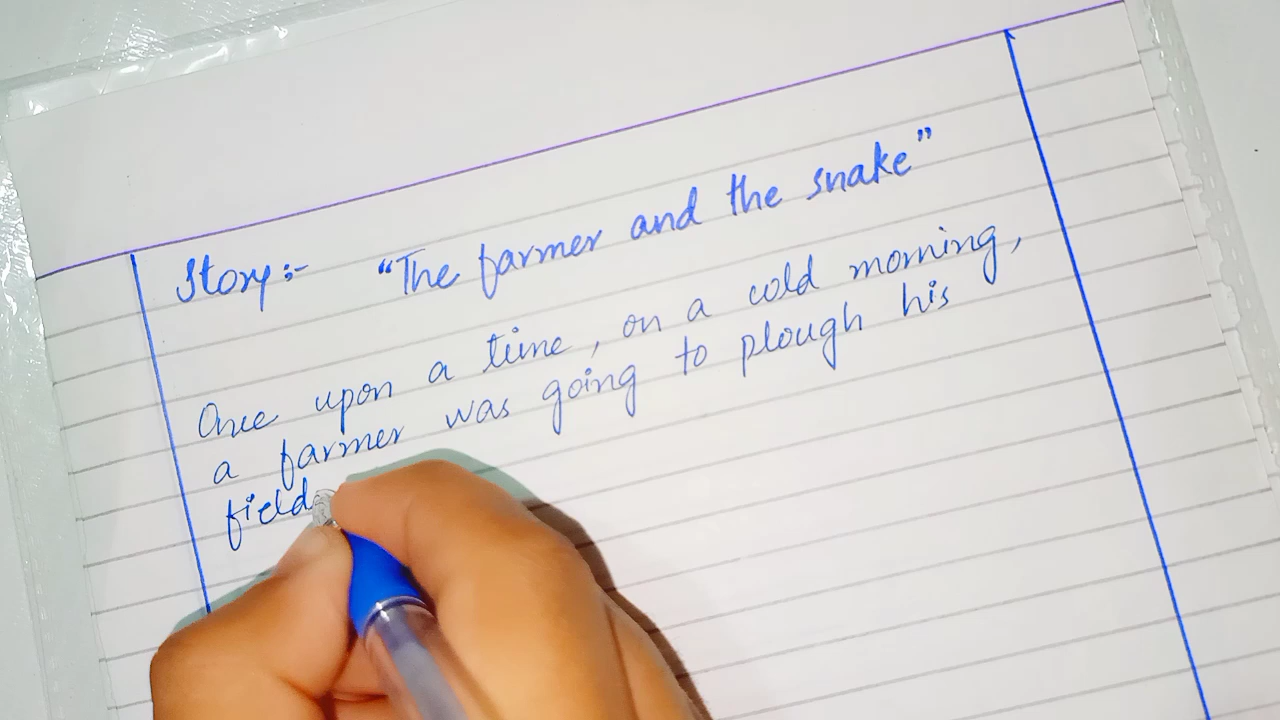 Story:- "The farmer and the snake"
Once upon a time, on a cold morning,
a farmer was going to plough his
field